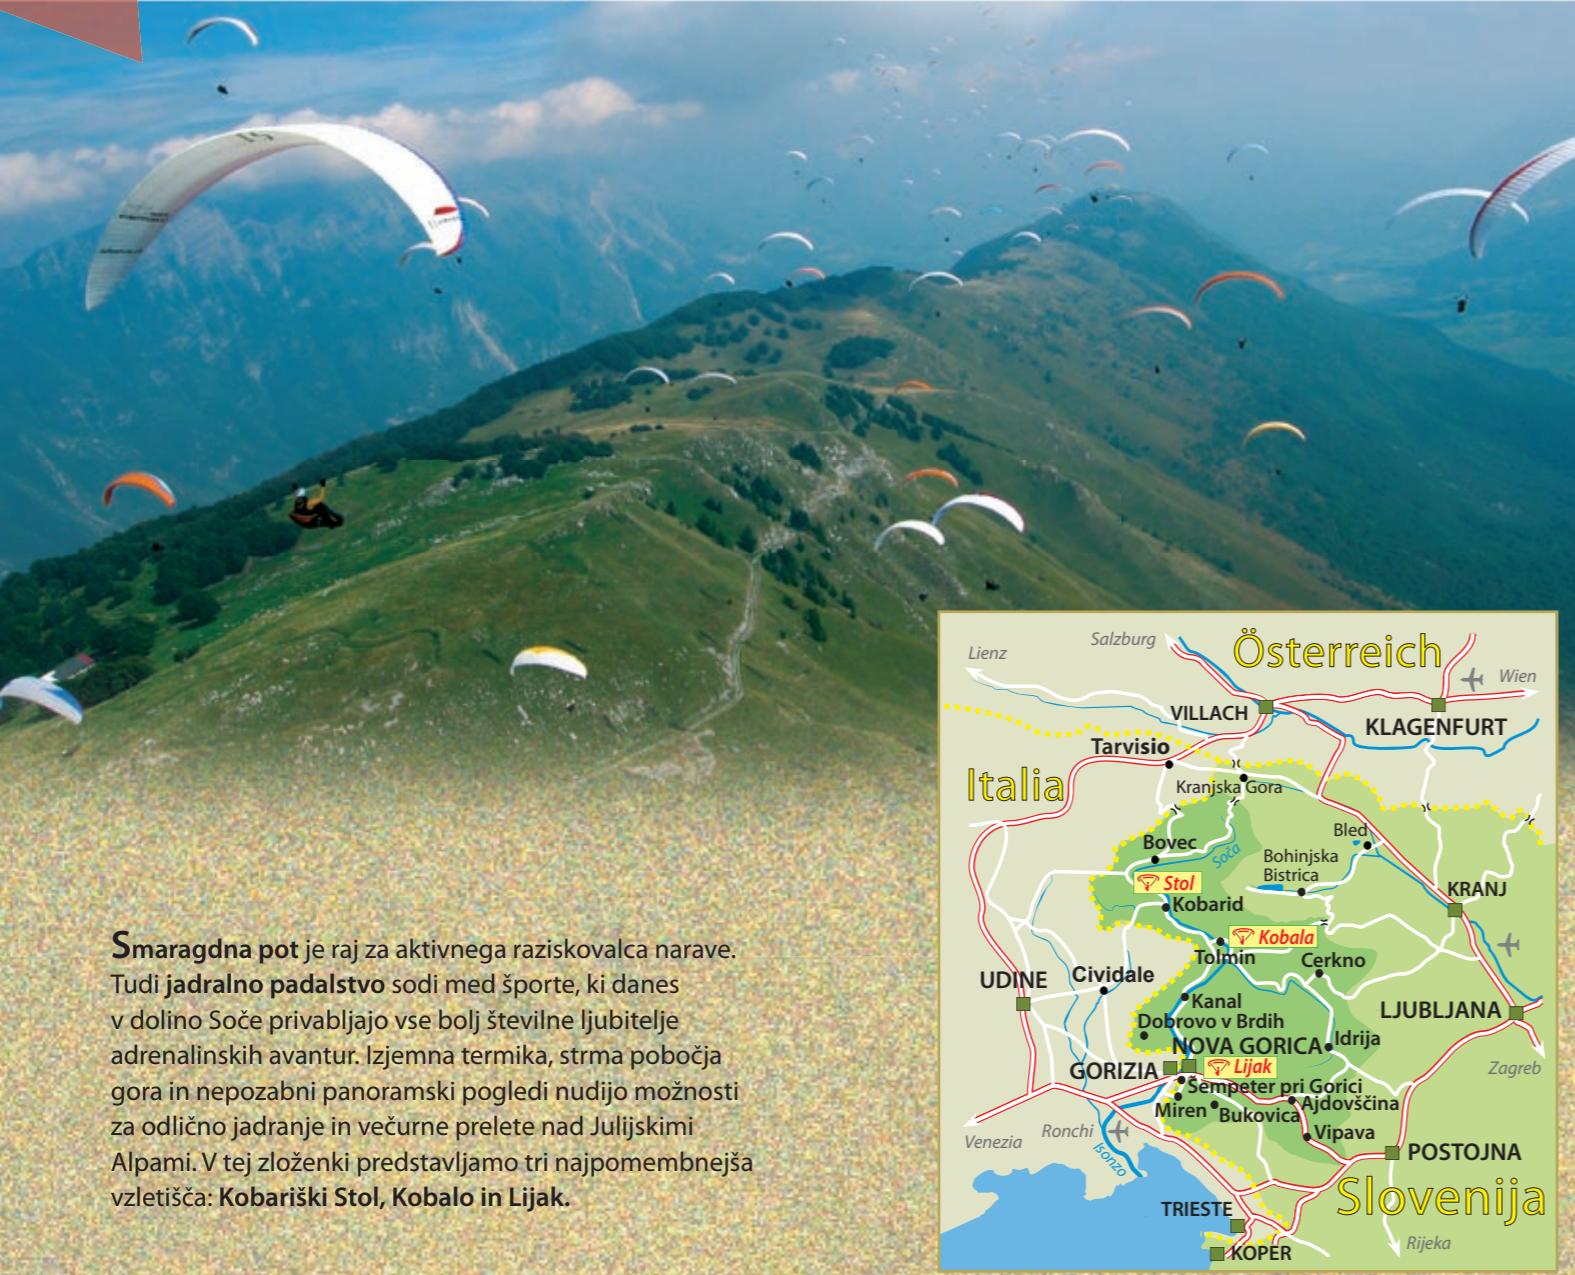 Smaragdna pot je raj za aktivnega raziskovalca narave.
Tudi jadralno padalstvo sodi med športe, ki danes
v dolino Soče privabljajo vse bolj številne ljubitelje
adrenalinskih avantur. Izjemna termika, strma pobočja
gora in nepozabni panoramski pogledi nudijo možnosti
za odlično jadranje in večurne prelete nad Julijskimi
Alpami. V tej zloženki predstavljamo tri najpomembnejša
vzletišča: Kobariški Stol, Kobalo in Lijak.
Salzburg
Österreich
Lienz
Wien
VILLACH
KLAGENFURT
Tarvisio
Italia
Kranjska Gora
Bled
Bovec
Soča
Bohinjska
Bistrica
Stol
KRANJ
Kobarid
Kobala
Tolmin
Cerkno
UDINE
Cividale
Kanal
LJUBLJANA
Dobrovo v Brdih
NOVA GORICA
Idrija
GORIZIA
Lijak
Zagreb
Šempeter pri Gorici
Ajdovščina
Miren
Bukovica
Vipava
Venezia
Ronchi
Isonzo
POSTOJNA
Slovenija
TRIESTE
Rijeka
KOPER